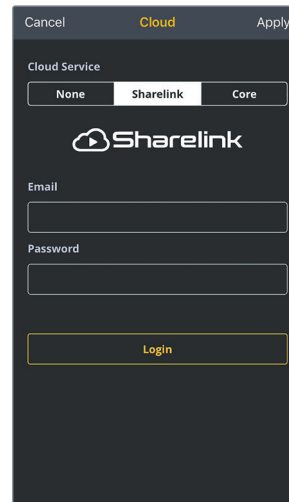 Cancel Cloud Apply
Cloud Service
None Sharelink Core
Sharelink
Email
Password
Login